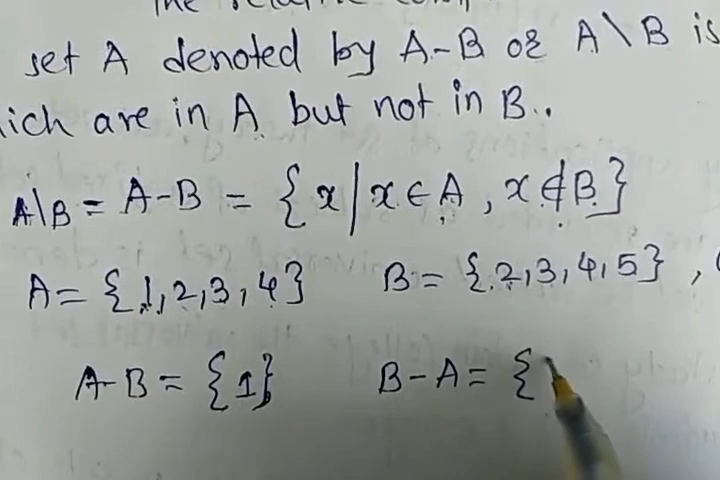 set A denoted by A-B or A\B is
are in A but not in B.
A\B = A-B = {x | x ∈ A, x ∉ B}
A = {1,2,3,4} B = {2,3,4,5},
A-B = {1} B-A = {